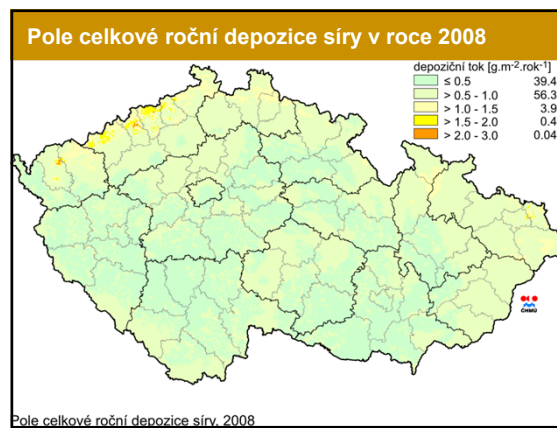 Pole celkové roční depozice síry v roce 2008
depoziční tok [g.m-2.rok-1]
≤ 0.5 39.4
> 0.5 - 1.0 56.3
> 1.0 - 1.5 3.9
> 1.5 - 2.0 0.4
> 2.0 - 3.0 0.04
ČHMÚ
Pole celkové roční depozice síry, 2008